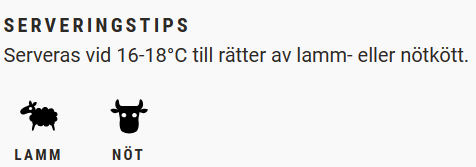 SERVERINGSTIPS
Serveras vid 16-18°C till rätter av lamm- eller nötkött.
LAMM NÖT